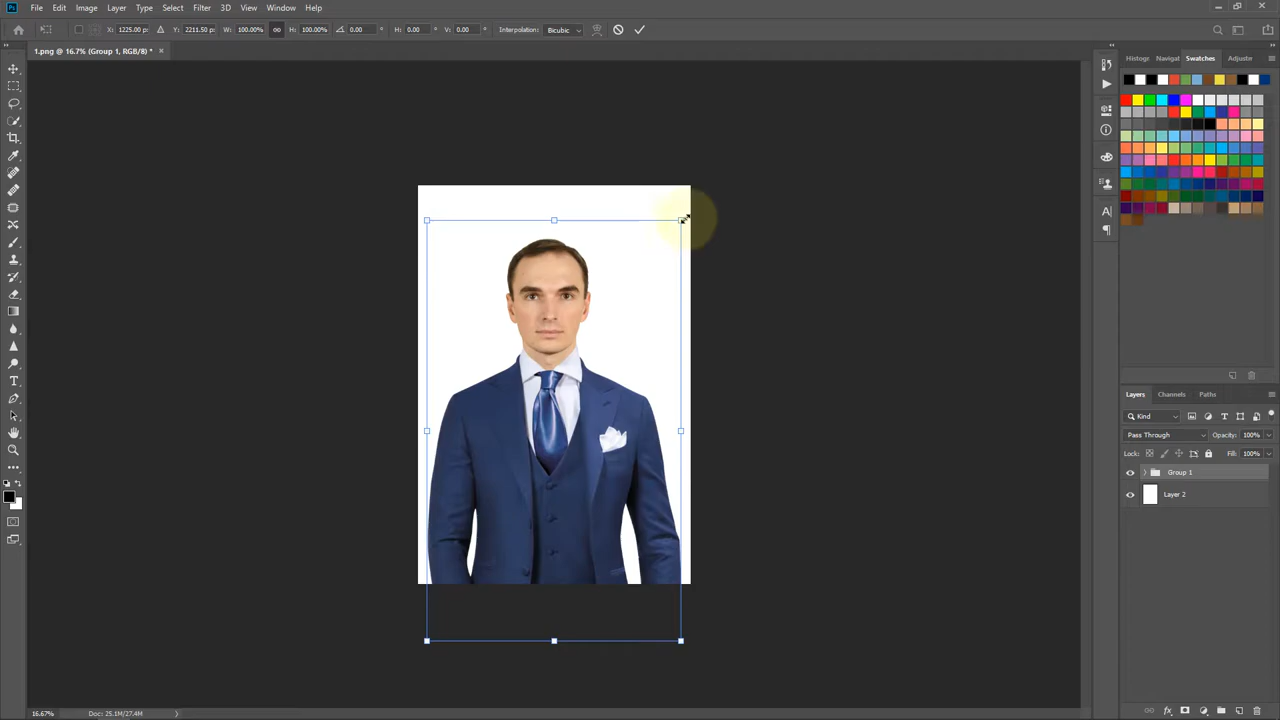 Ps File Edit Image Layer Type Select Filter 3D View Window Help
X: 1225.00 px Y: 2211.50 px W: 100.00% H: 100.00% 0.00 ° H: 0.00 ° V: 0.00 ° Interpolation: Bicubic
1.png @ 16.7% (Group 1, RGB/8) * ×
Histogr Navigat Swatches Adjustm
Layers Channels Paths
Kind
Pass Through Opacity: 100%
Lock: Fill: 100%
Group 1
Layer 2
16.67% Doc: 25.1M/27.4M